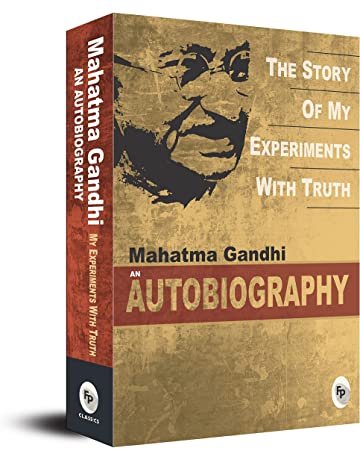 THE STORY
OF MY
EXPERIMENTS
WITH TRUTH
Mahatma Gandhi
AN
AUTOBIOGRAPHY
FP
Mahatma Gandhi
AN AUTOBIOGRAPHY
MY EXPERIMENTS WITH TRUTH
FP
CLASSICS